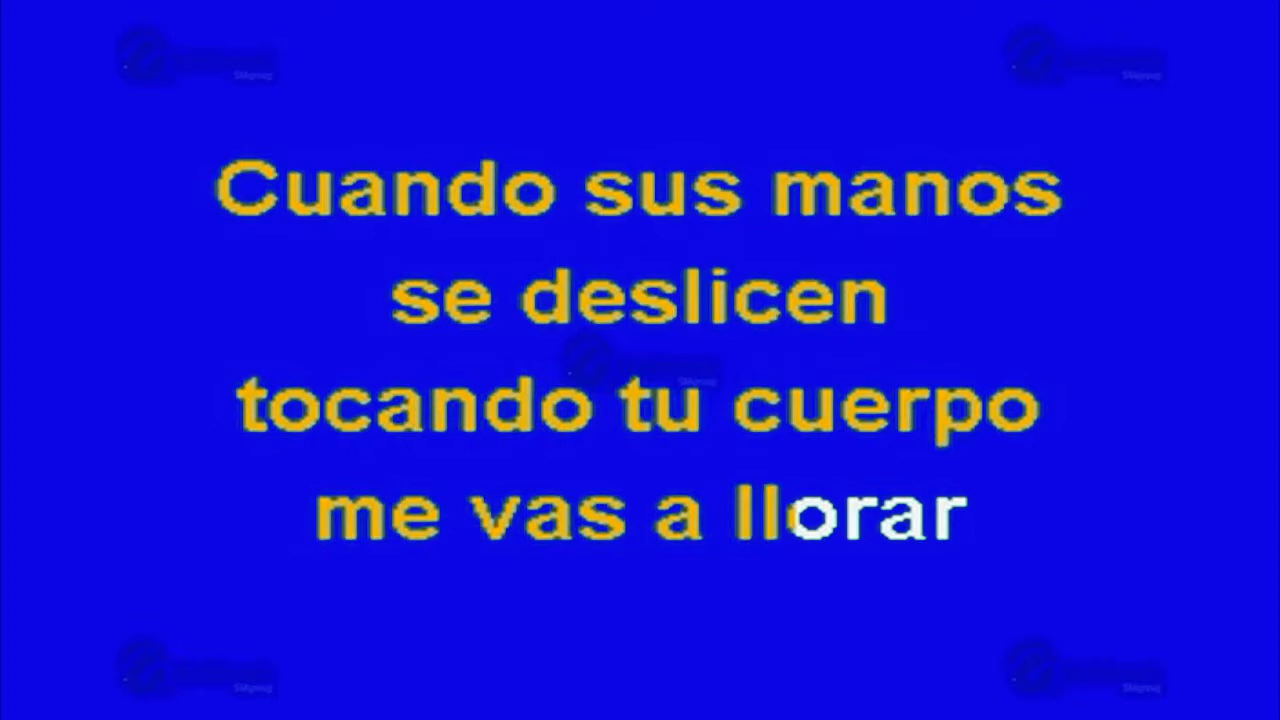 Cuando sus manos
se deslicen
tocando tu cuerpo
me vas a llorar